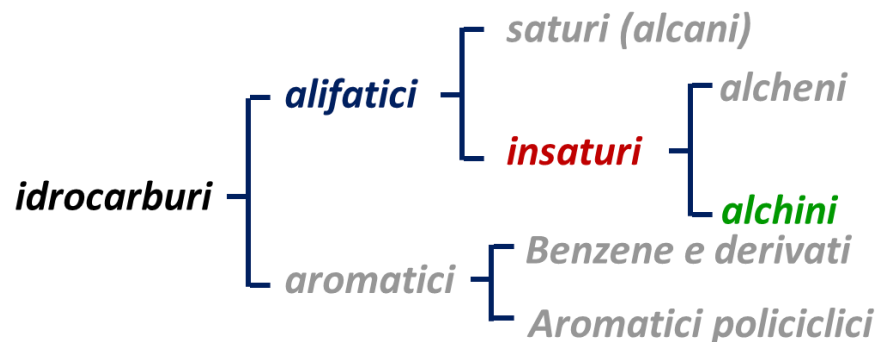 saturi (alcani)
alifatici
alcheni
insaturi
idrocarburi
alchini
Benzene e derivati
aromatici
Aromatici policiclici